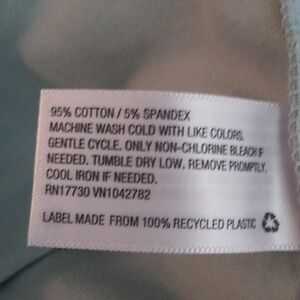 95% COTTON / 5% SPANDEX
MACHINE WASH COLD WITH LIKE COLORS.
GENTLE CYCLE. ONLY NON-CHLORINE BLEACH IF
NEEDED. TUMBLE DRY LOW. REMOVE PROMPTLY.
COOL IRON IF NEEDED.
RN17730 VN1042782
LABEL MADE FROM 100% RECYCLED PLASTIC